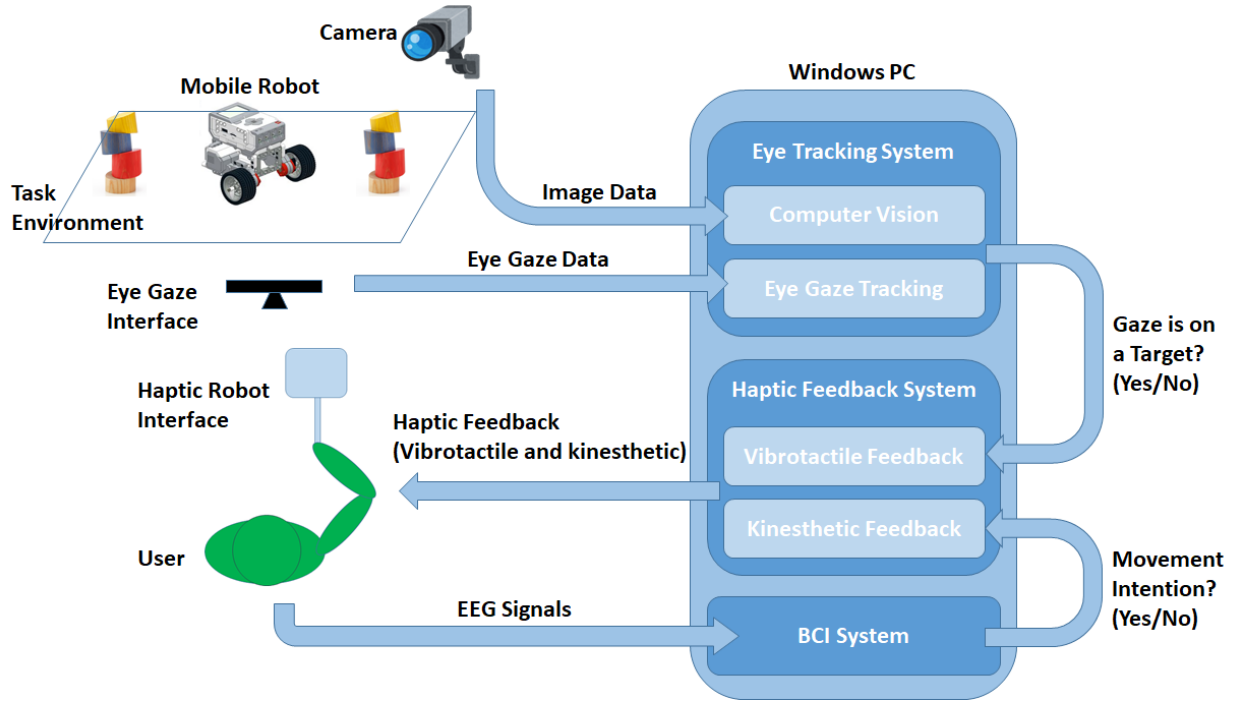 Camera
Windows PC
Mobile Robot
Eye Tracking System
Task
Environment
Image Data
Computer Vision
Eye Gaze Data
Eye Gaze Tracking
Eye Gaze
Interface
Gaze is on
a Target?
(Yes/No)
Haptic Robot
Interface
Haptic Feedback System
Haptic Feedback
(Vibrotactile and kinesthetic)
Vibrotactile Feedback
Kinesthetic Feedback
User
Movement
Intention?
(Yes/No)
EEG Signals
BCI System